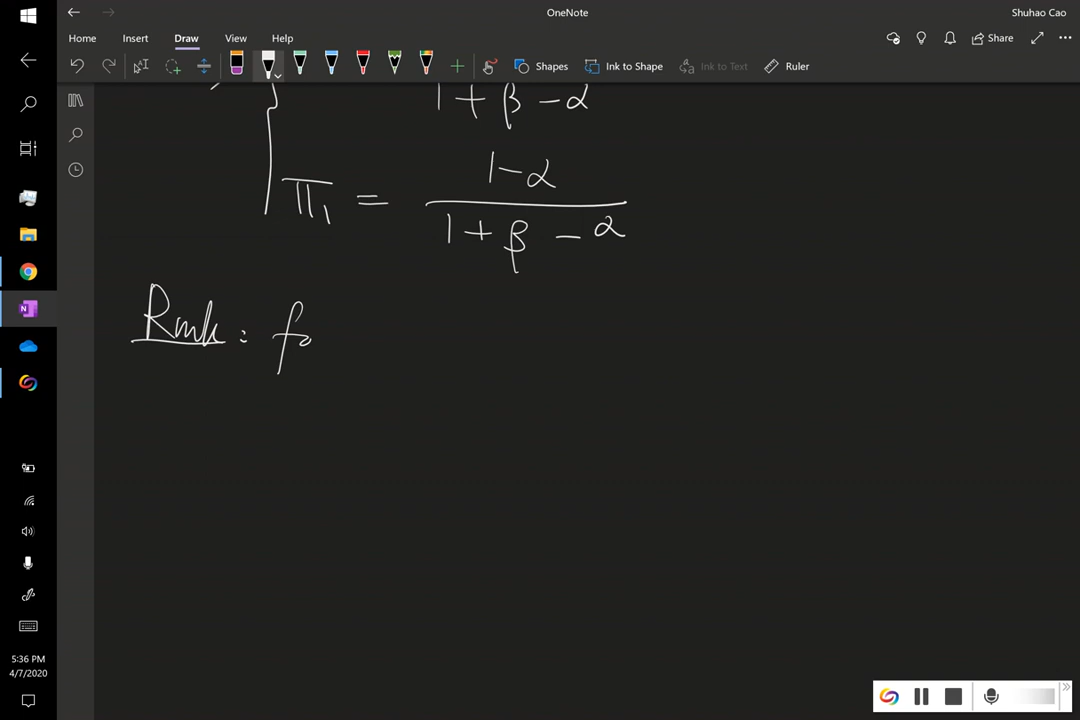 OneNote
Shuhao Cao
Home Insert Draw View Help
Share
Shapes Ink to Shape Ink to Text Ruler
1 + β - α
Π₁ = (1 - α) / (1 + β - α)
Rmk: fo
5:36 PM
4/7/2020